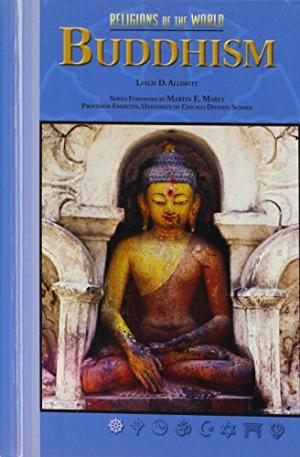 RELIGIONS OF THE WORLD
BUDDHISM
LESLIE D. ALLDRITT
SERIES FOREWORD BY MARTIN E. MARTY
PROFESSOR EMERITUS, UNIVERSITY OF CHICAGO DIVINITY SCHOOL